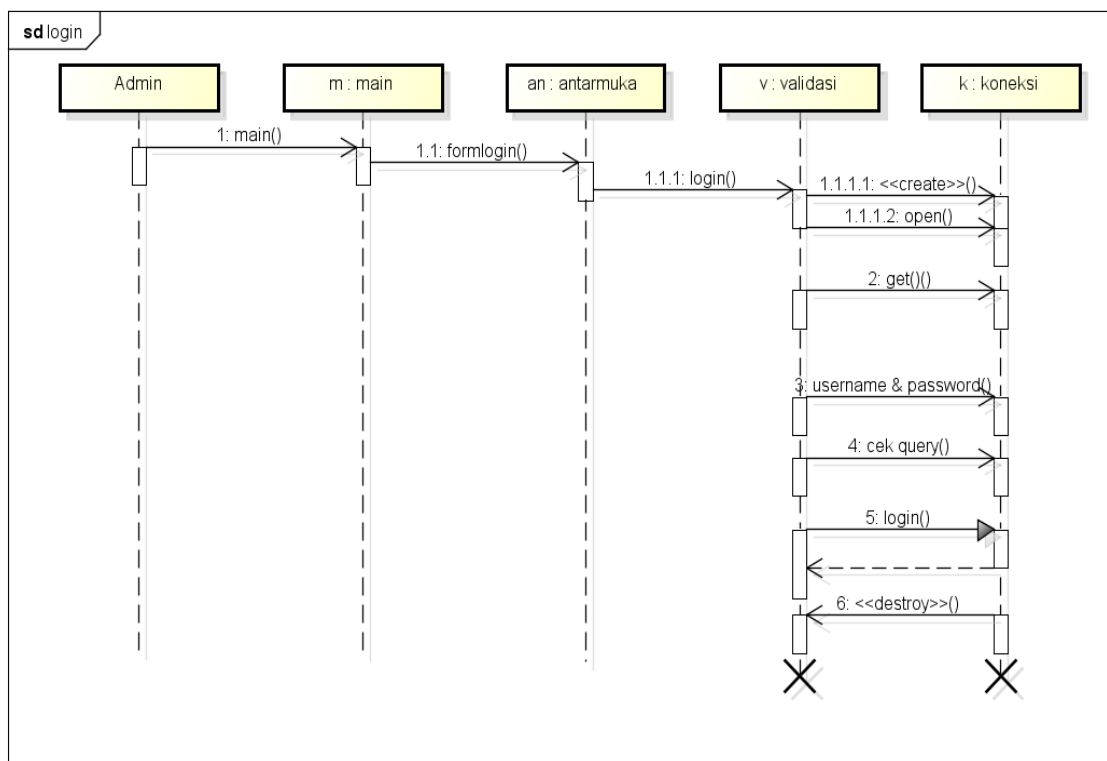 sd login
Admin
m : main
an : antarmuka
v : validasi
k : koneksi
1: main()
1.1: formlogin()
1.1.1: login()
1.1.1.1: <<create>>()
1.1.1.2: open()
2: get()()
3: username & password()
4: cek query()
5: login()
6: <<destroy>>()